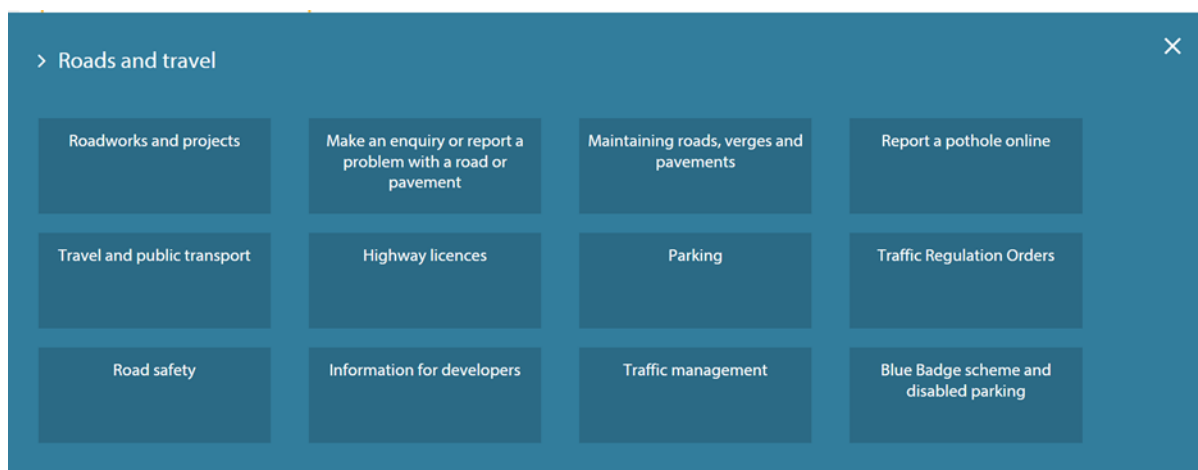 Roads and travel
Roadworks and projects
Make an enquiry or report a
problem with a road or
pavement
Maintaining roads, verges and
pavements
Report a pothole online
Travel and public transport
Highway licences
Parking
Traffic Regulation Orders
Road safety
Information for developers
Traffic management
Blue Badge scheme and
disabled parking